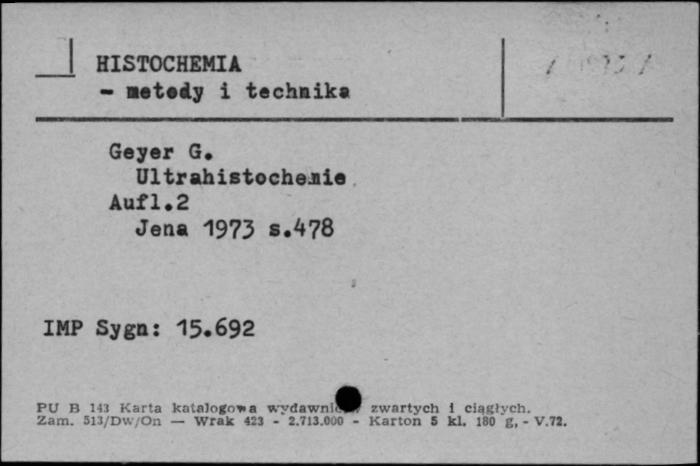 HISTOCHEMIA
- metody i technika
Geyer G.
Ultrahistochemie
Aufl.2
Jena 1973 s.478
IMP Sygn: 15.692
PU B 143 Karta katalogowa zwartych i ciągłych.
Zam. 513/Dw/On — Wrak 423 - 2.713.000 - Karton 5 kl. 180 g, - V.72.